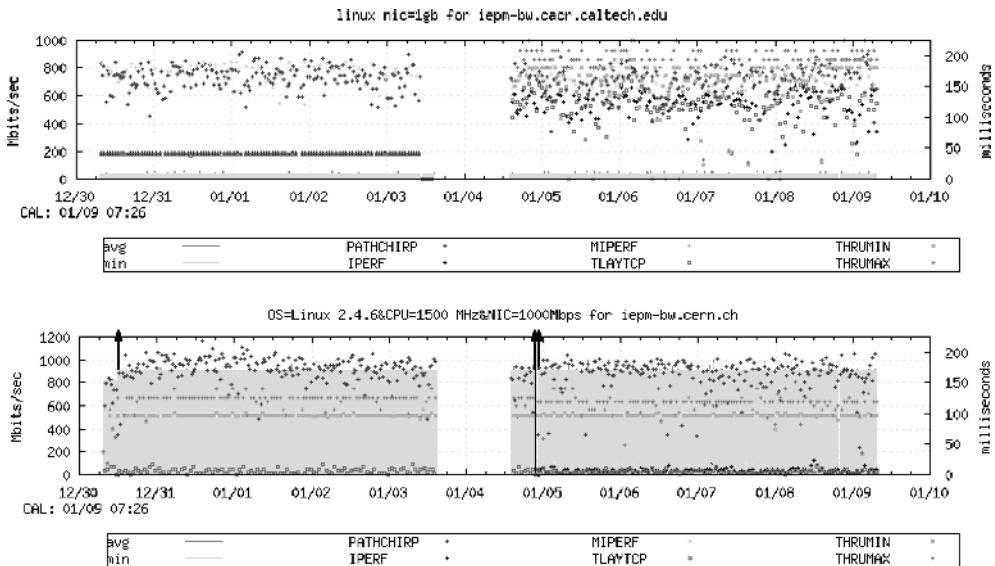 linux nic=1gb for iepm-bw.cacr.caltech.edu
1000
800
600
400
200
0
Mbits/sec
200
150
100
50
0
milliseconds
12/30 12/31 01/01 01/02 01/03 01/04 01/05 01/06 01/07 01/08 01/09 01/10
CAL: 01/09 07:26
avg PATHCHIRP MIPERF THRUMIN
min IPERF TLAYTCP THRUMAX
OS=Linux 2.4.6&CPU=1500 MHz&NIC=1000Mbps for iepm-bw.cern.ch
1200
1000
800
600
400
200
0
Mbits/sec
200
150
100
50
0
milliseconds
12/30 12/31 01/01 01/02 01/03 01/04 01/05 01/06 01/07 01/08 01/09 01/10
CAL: 01/09 07:26
avg PATHCHIRP MIPERF THRUMIN
min IPERF TLAYTCP THRUMAX